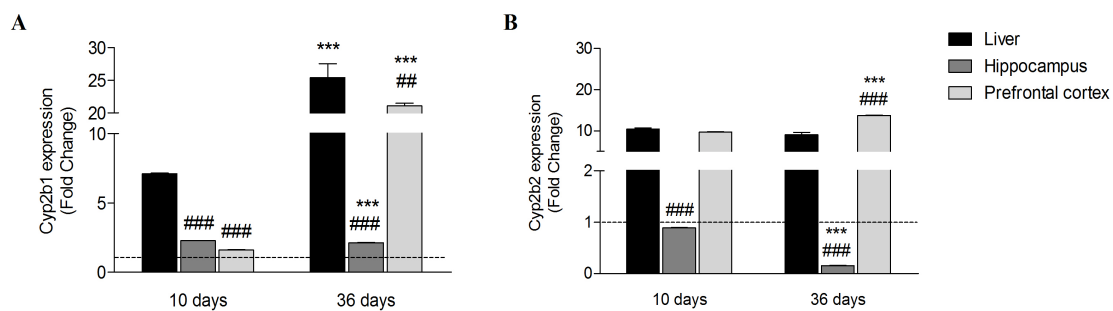 A
Cyp2b1 expression
(Fold Change)
30
25
20
10
5
0
***
***
##
###
###
***
###
10 days
36 days
B
Cyp2b2 expression
(Fold Change)
30
20
10
2
1
0
***
###
###
***
###
10 days
36 days
Liver
Hippocampus
Prefrontal cortex